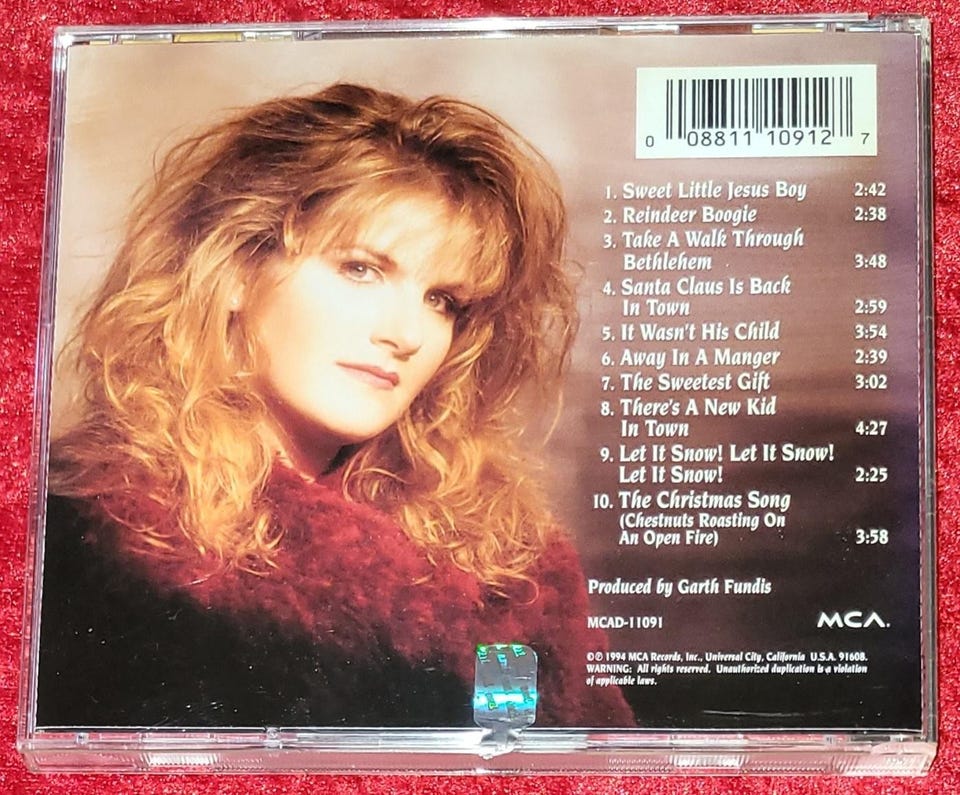 0 08811 10912 7
1. Sweet Little Jesus Boy 2:42
2. Reindeer Boogie 2:38
3. Take A Walk Through
Bethlehem 3:48
4. Santa Claus Is Back
In Town 2:59
5. It Wasn't His Child 3:54
6. Away In A Manger 2:39
7. The Sweetest Gift 3:02
8. There's A New Kid
In Town 4:27
9. Let It Snow! Let It Snow!
Let It Snow! 2:25
10. The Christmas Song
(Chestnuts Roasting On
An Open Fire) 3:58
Produced by Garth Fundis
MCAD-11091 MCA.
©℗ 1994 MCA Records, Inc., Universal City, California U.S.A. 91608.
WARNING: All rights reserved. Unauthorized duplication is a violation
of applicable laws.